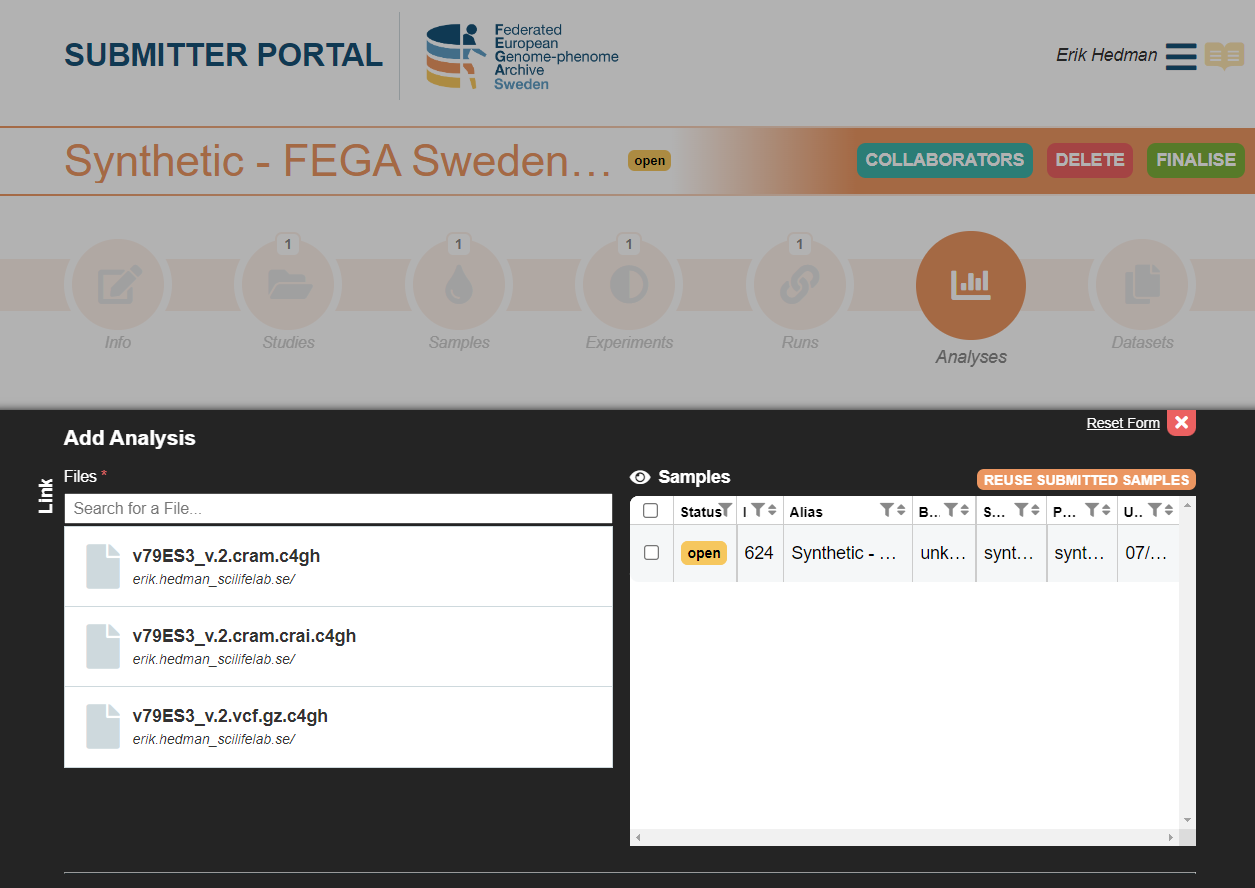 SUBMITTER PORTAL
Federated
European
Genome-phenome
Archive
Sweden
Erik Hedman
Synthetic - FEGA Sweden...
open
COLLABORATORS
DELETE
FINALISE
1
1
1
1
Info
Studies
Samples
Experiments
Runs
Analyses
Datasets
Reset Form
Add Analysis
Link
Files *
Search for a File...
v79ES3_v.2.cram.c4gh
erik.hedman_scilifelab.se/
v79ES3_v.2.cram.crai.c4gh
erik.hedman_scilifelab.se/
v79ES3_v.2.vcf.gz.c4gh
erik.hedman_scilifelab.se/
Samples
REUSE SUBMITTED SAMPLES
Status I Alias B... S... P... U...
open 624 Synthetic - ... unk... synt... synt... 07/...